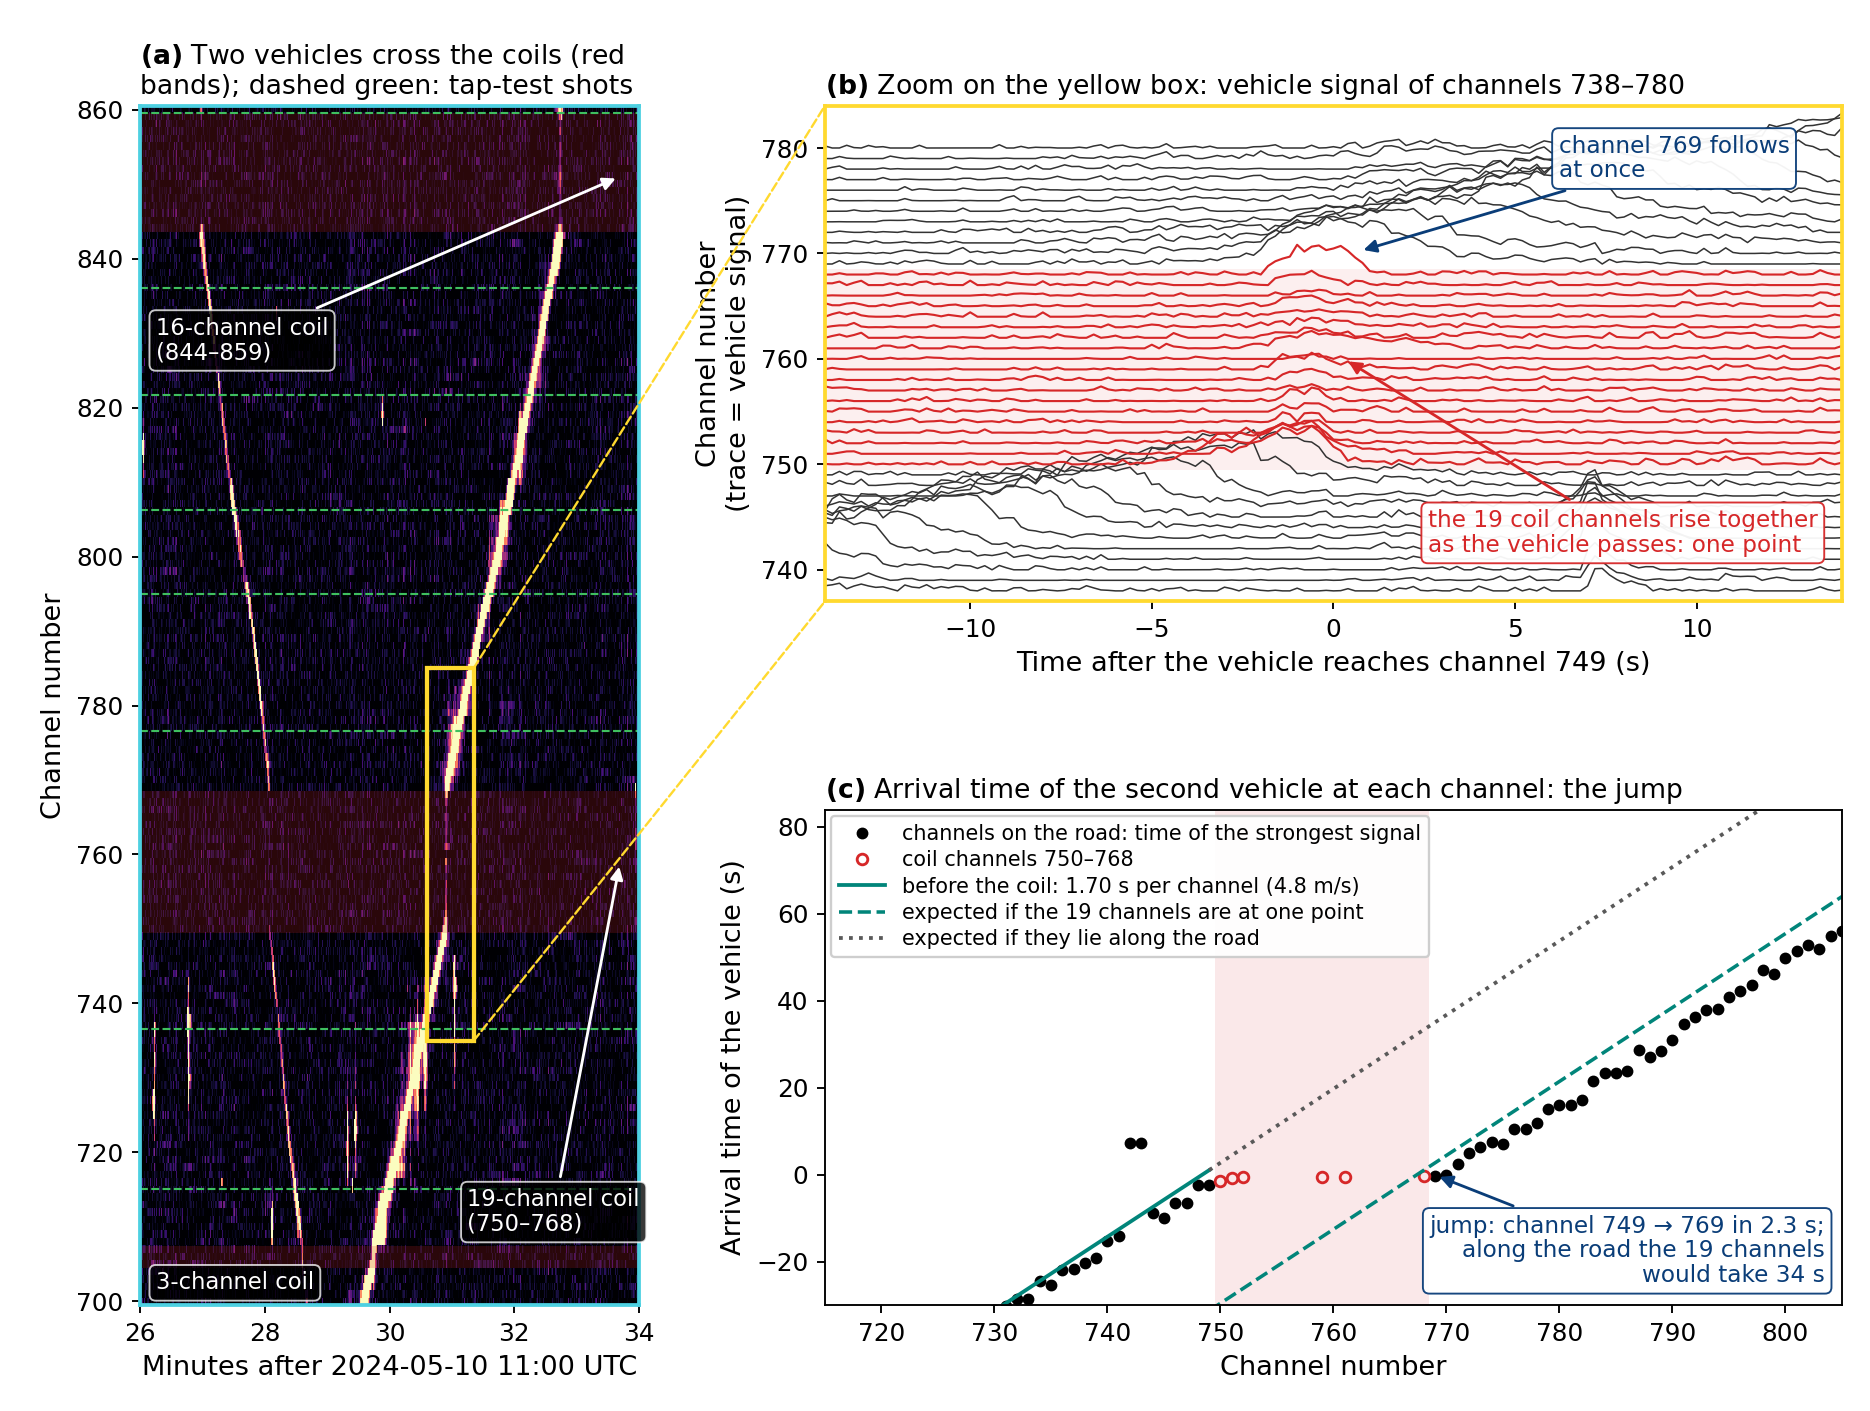 (a) Two vehicles cross the coils (red
bands); dashed green: tap-test shots
860
840
820
800
780
760
740
720
700
Channel number
16-channel coil
(844–859)
19-channel coil
(750–768)
3-channel coil
26 28 30 32 34
Minutes after 2024-05-10 11:00 UTC
(b) Zoom on the yellow box: vehicle signal of channels 738–780
780
770
760
750
740
Channel number
(trace = vehicle signal)
channel 769 follows
at once
the 19 coil channels rise together
as the vehicle passes: one point
−10 −5 0 5 10
Time after the vehicle reaches channel 749 (s)
(c) Arrival time of the second vehicle at each channel: the jump
80
60
40
20
0
−20
Arrival time of the vehicle (s)
channels on the road: time of the strongest signal
coil channels 750–768
before the coil: 1.70 s per channel (4.8 m/s)
expected if the 19 channels are at one point
expected if they lie along the road
jump: channel 749 → 769 in 2.3 s;
along the road the 19 channels
would take 34 s
720 730 740 750 760 770 780 790 800
Channel number